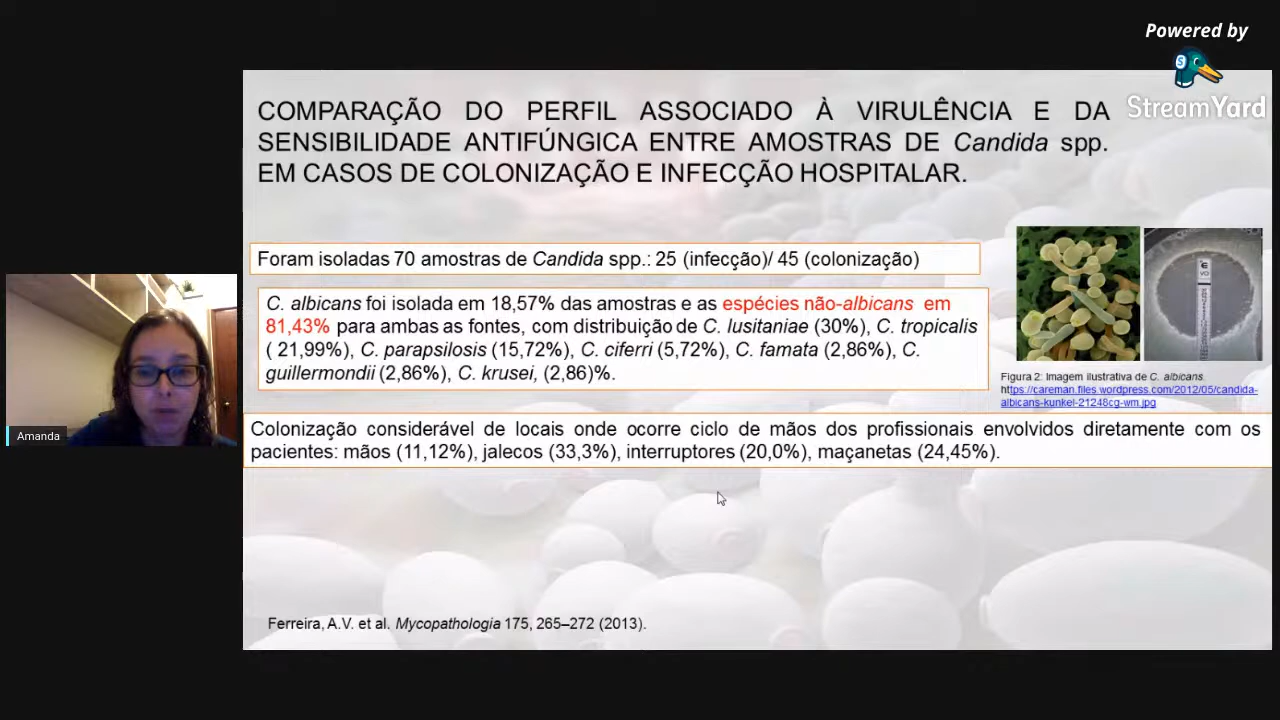 Powered by
StreamYard
COMPARAÇÃO DO PERFIL ASSOCIADO À VIRULÊNCIA E DA
SENSIBILIDADE ANTIFÚNGICA ENTRE AMOSTRAS DE Candida spp.
EM CASOS DE COLONIZAÇÃO E INFECÇÃO HOSPITALAR.
Foram isoladas 70 amostras de Candida spp.: 25 (infecção)/ 45 (colonização)
C. albicans foi isolada em 18,57% das amostras e as espécies não-albicans em
81,43% para ambas as fontes, com distribuição de C. lusitaniae (30%), C. tropicalis
( 21,99%), C. parapsilosis (15,72%), C. ciferri (5,72%), C. famata (2,86%), C.
guillermondii (2,86%), C. krusei, (2,86)%.
Figura 2: Imagem ilustrativa de C. albicans.
https://careman.files.wordpress.com/2012/05/candida-
albicans-kunkel-21248cg-wm.jpg
Colonização considerável de locais onde ocorre ciclo de mãos dos profissionais envolvidos diretamente com os
pacientes: mãos (11,12%), jalecos (33,3%), interruptores (20,0%), maçanetas (24,45%).
Amanda
Ferreira, A.V. et al. Mycopathologia 175, 265–272 (2013).